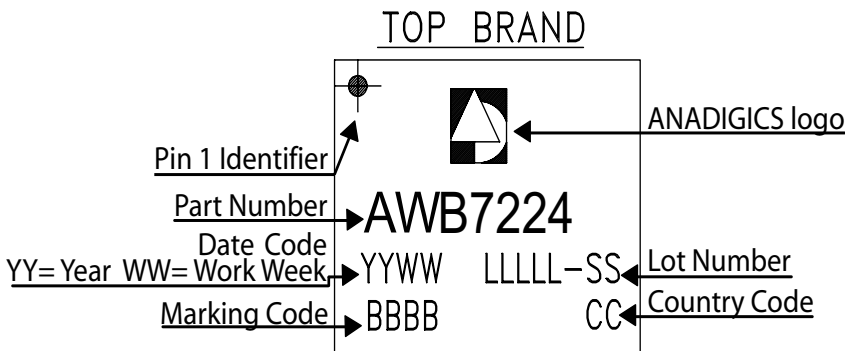 TOP BRAND
ANADIGICS logo
Pin 1 Identifier
Part Number
AWB7224
Date Code
YY= Year WW= Work Week
YYWW LLLLL-SS
Lot Number
Marking Code
BBBB
CC
Country Code